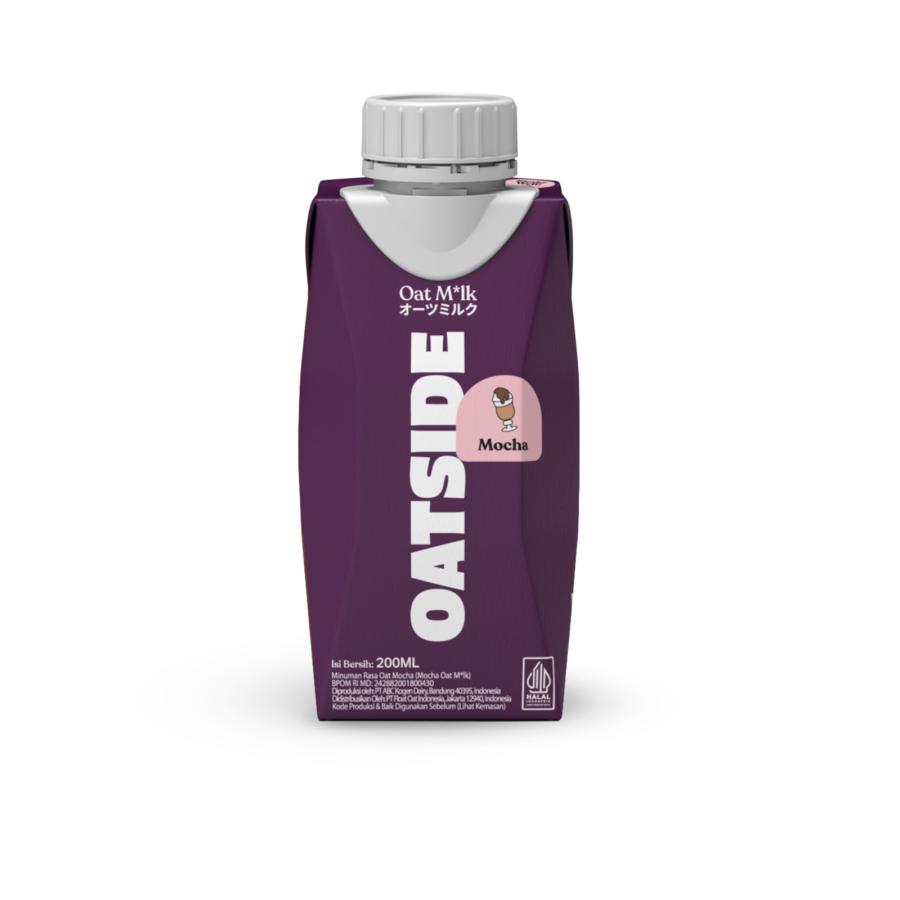 Oat M*lk
オーツミルク
OATSIDE
Mocha
Isi Bersih: 200ML
Minuman Rasa Oat Mocha (Mocha Oat M*lk)
BPOM RI MD: 242882001800430
Diproduksi oleh: PT ABC Kogen Dairy, Bandung 40395, Indonesia
Didistribusikan Oleh: PT Float Oat Indonesia, Jakarta 12940, Indonesia
Kode Produksi & Baik Digunakan Sebelum (Lihat Kemasan)
HALAL
INDONESIA